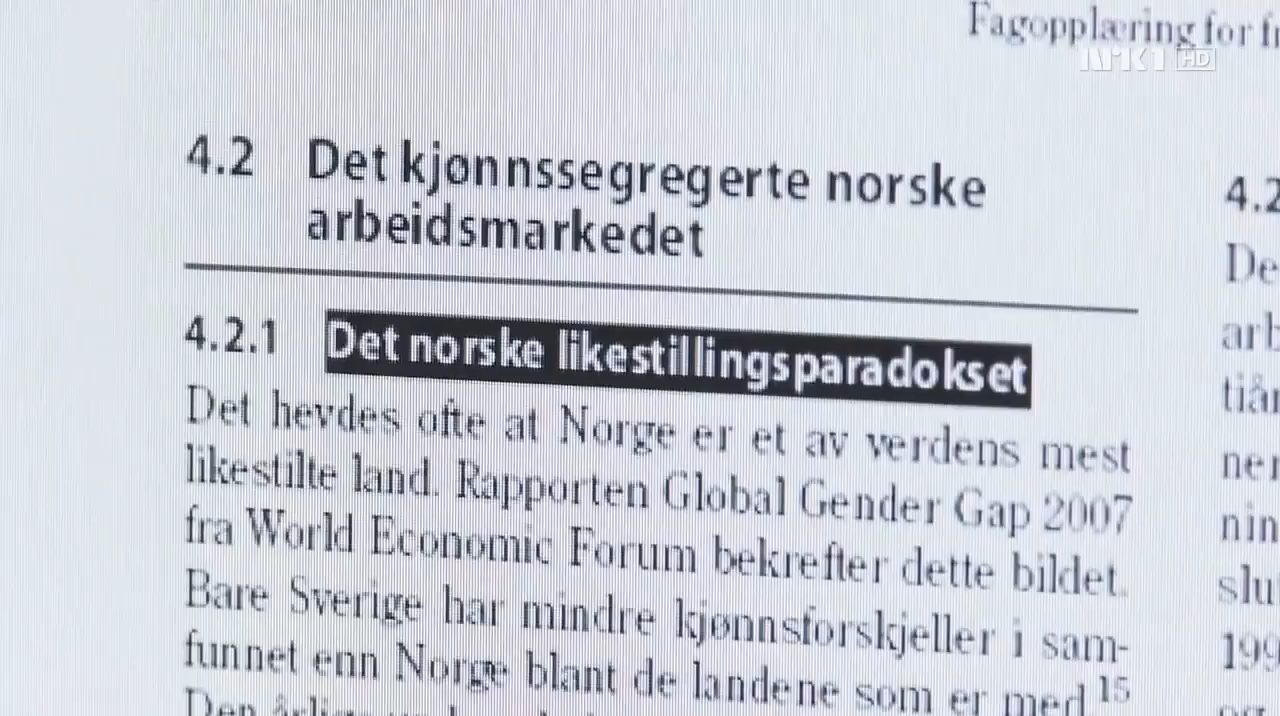 Fagopplæring for
NRK1 HD
4.2 Det kjønnssegregerte norske
arbeidsmarkedet
4.2.1 Det norske likestillingsparadokset
Det hevdes ofte at Norge er et av verdens mest
likestilte land. Rapporten Global Gender Gap 2007
fra World Economic Forum bekrefter dette bildet.
Bare Sverige har mindre kjønnsforskjeller i sam-
funnet enn Norge blant de landene som er med 15
Den
4.2
De
arb
tiår
ner
nin
slu
199